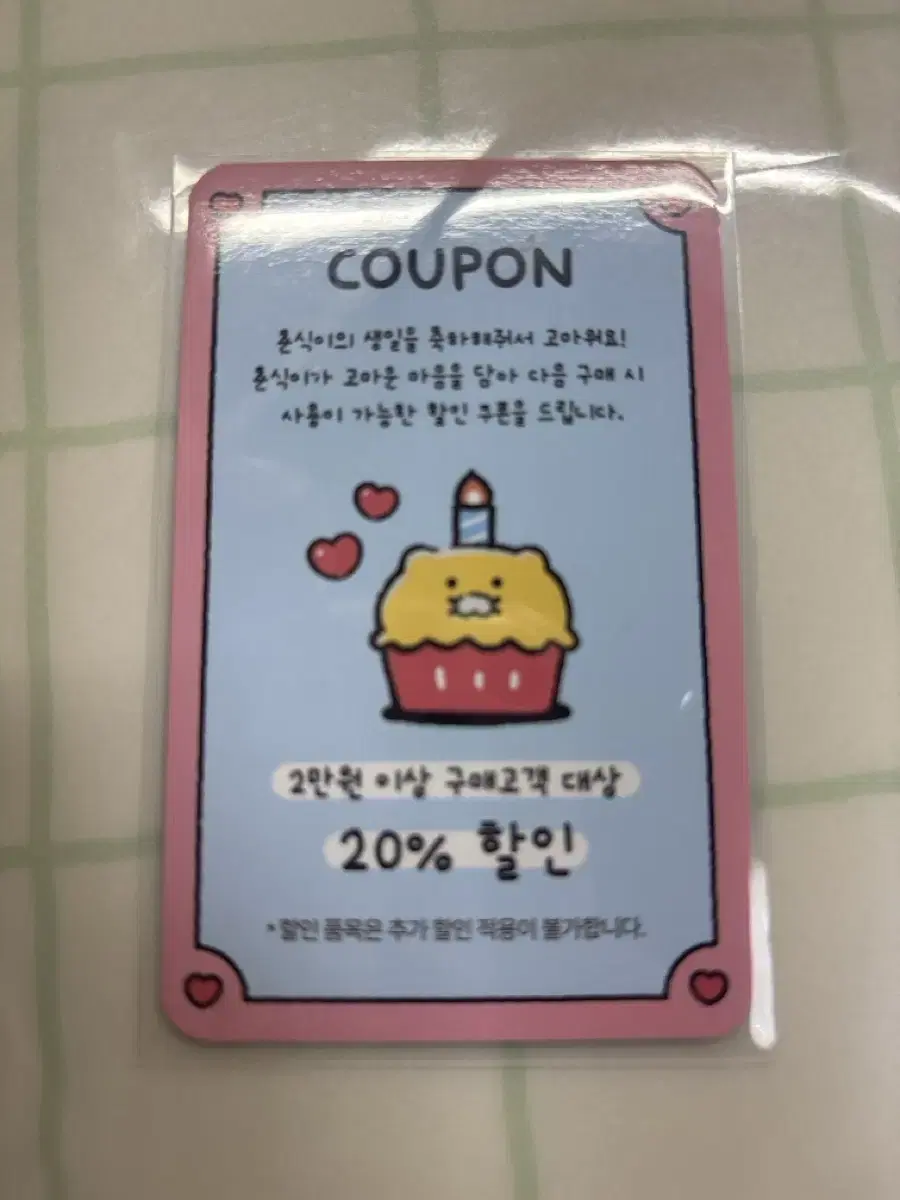 COUPON
춘식이의 생일을 축하해줘서 고마워요!
춘식이가 고마운 마음을 담아 다음 구매 시
사용이 가능한 할인 쿠폰을 드립니다.
2만원 이상 구매고객 대상
20% 할인
*할인 품목은 추가 할인 적용이 불가합니다.